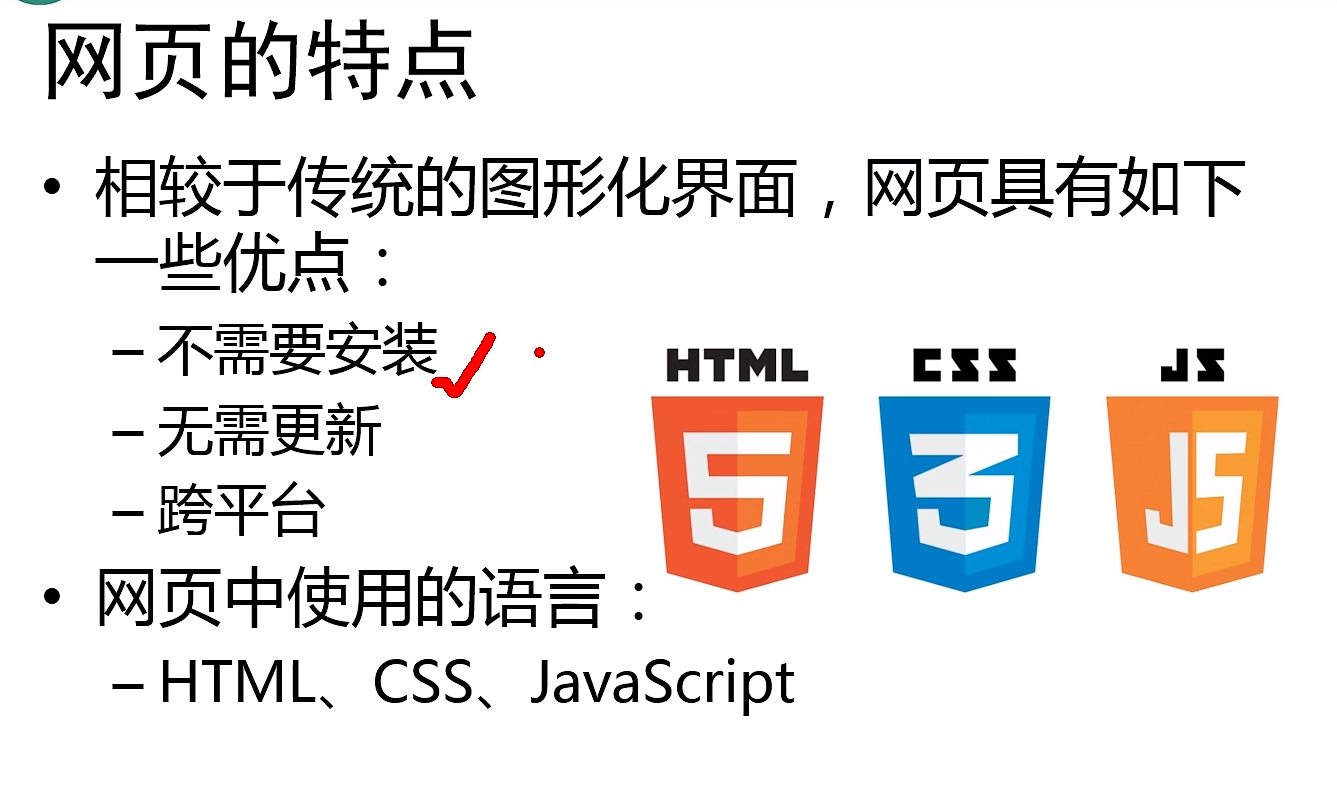 网页的特点
• 相较于传统的图形化界面，网页具有如下
一些优点：
– 不需要安装
– 无需更新
– 跨平台
HTML CSS JS
5 3 JS
• 网页中使用的语言：
– HTML、CSS、JavaScript